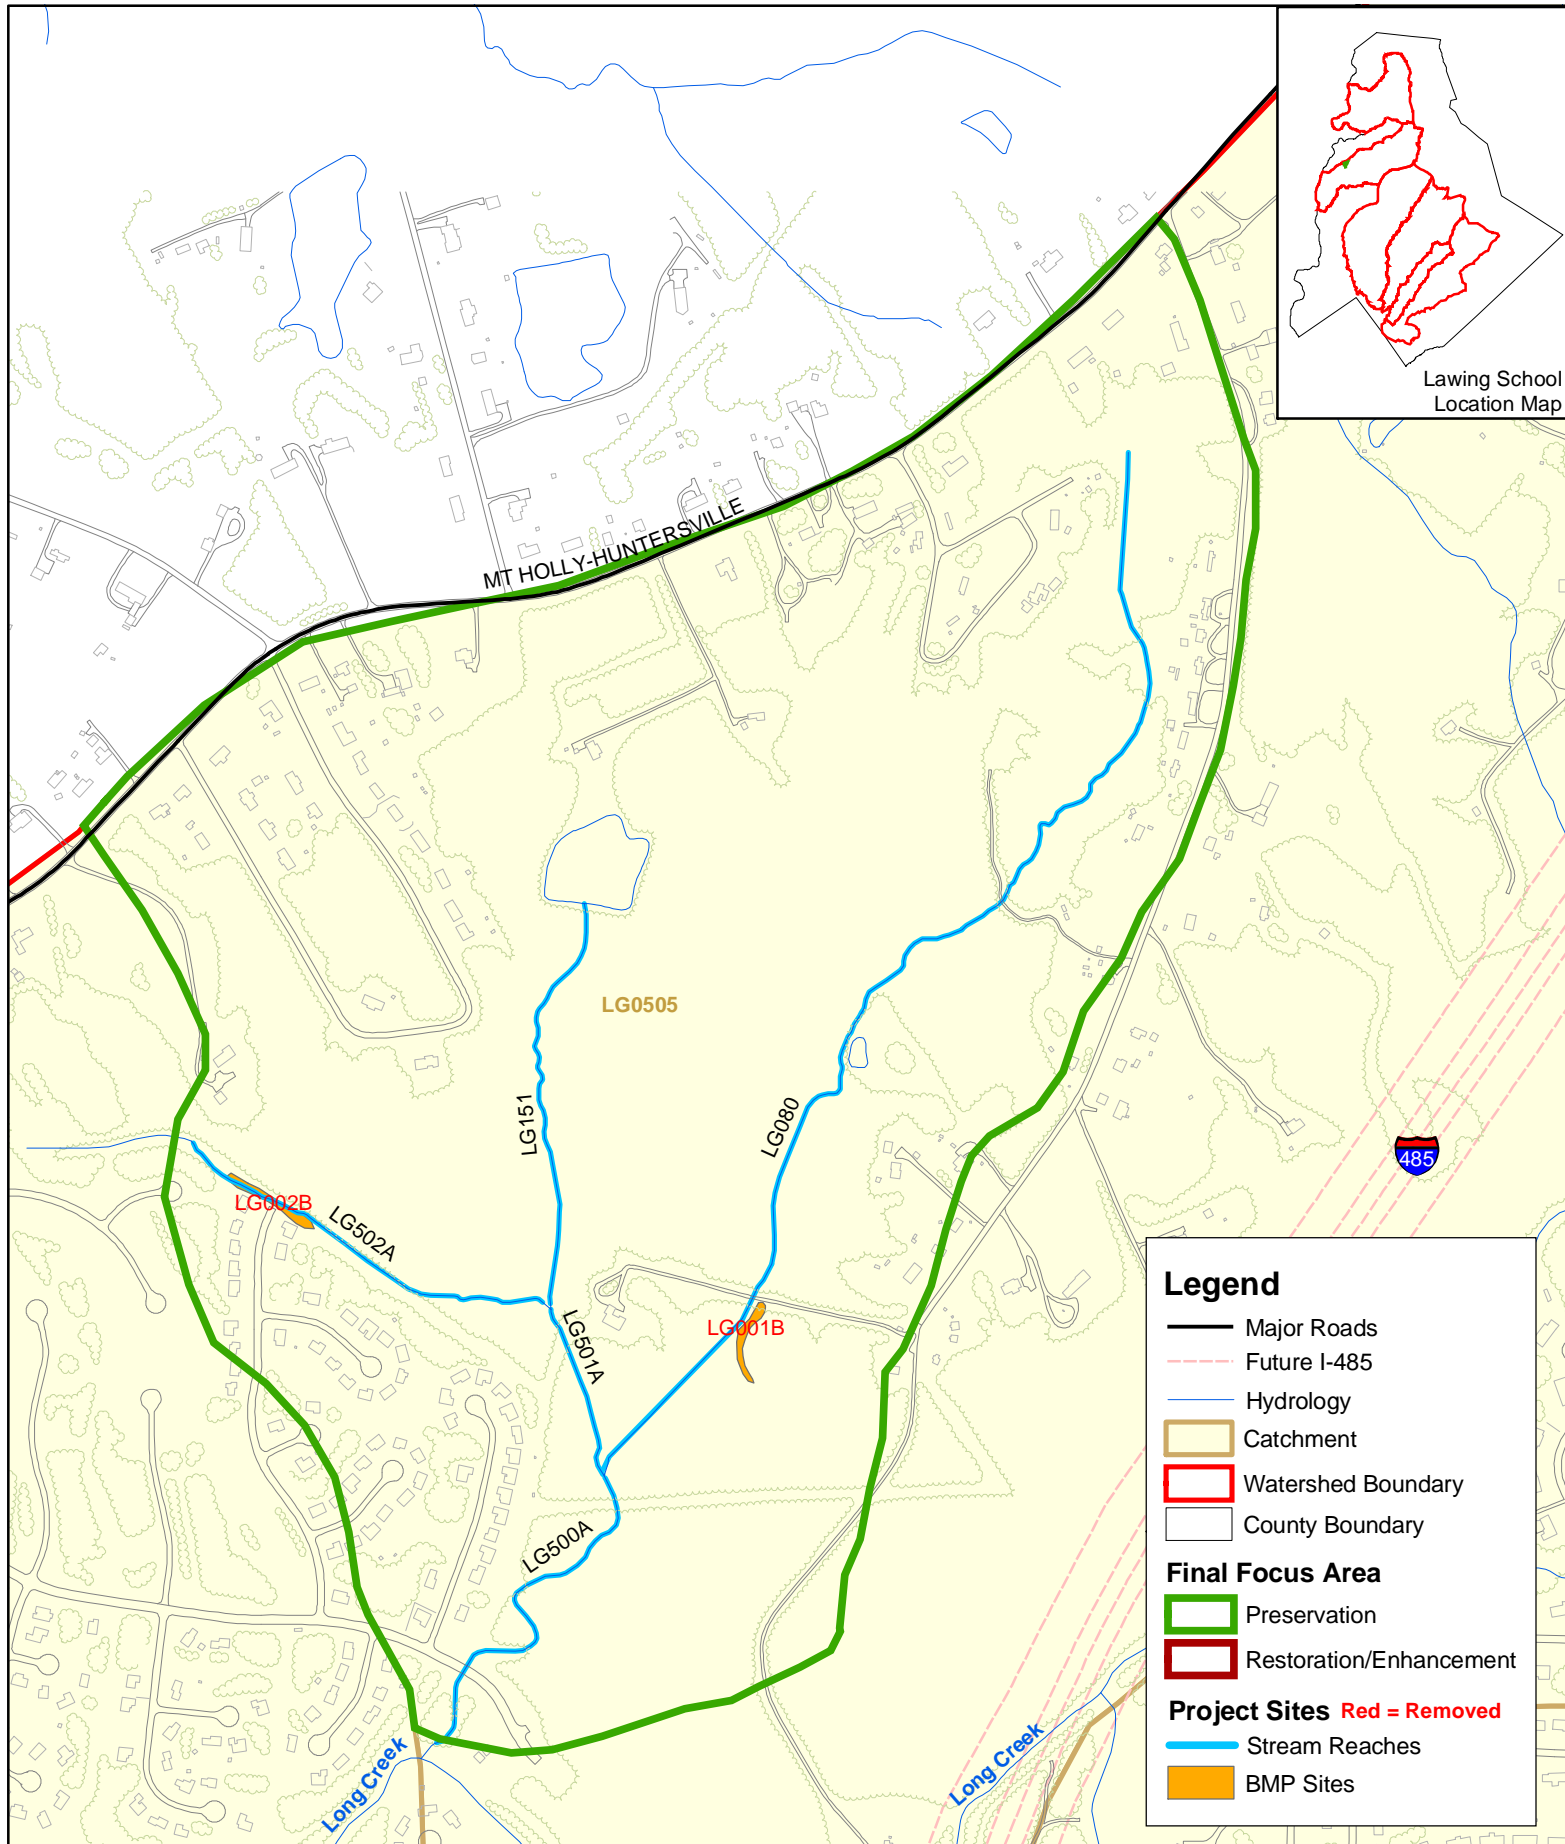 Lawing School
Location Map
MT HOLLY-HUNTERSVILLE
LG0505
LG151
LG080
LG002B
LG502A
LG501A
LG001B
LG500A
Long Creek
Long Creek
485
Legend
Major Roads
Future I-485
Hydrology
Catchment
Watershed Boundary
County Boundary
Final Focus Area
Preservation
Restoration/Enhancement
Project Sites Red = Removed
Stream Reaches
BMP Sites